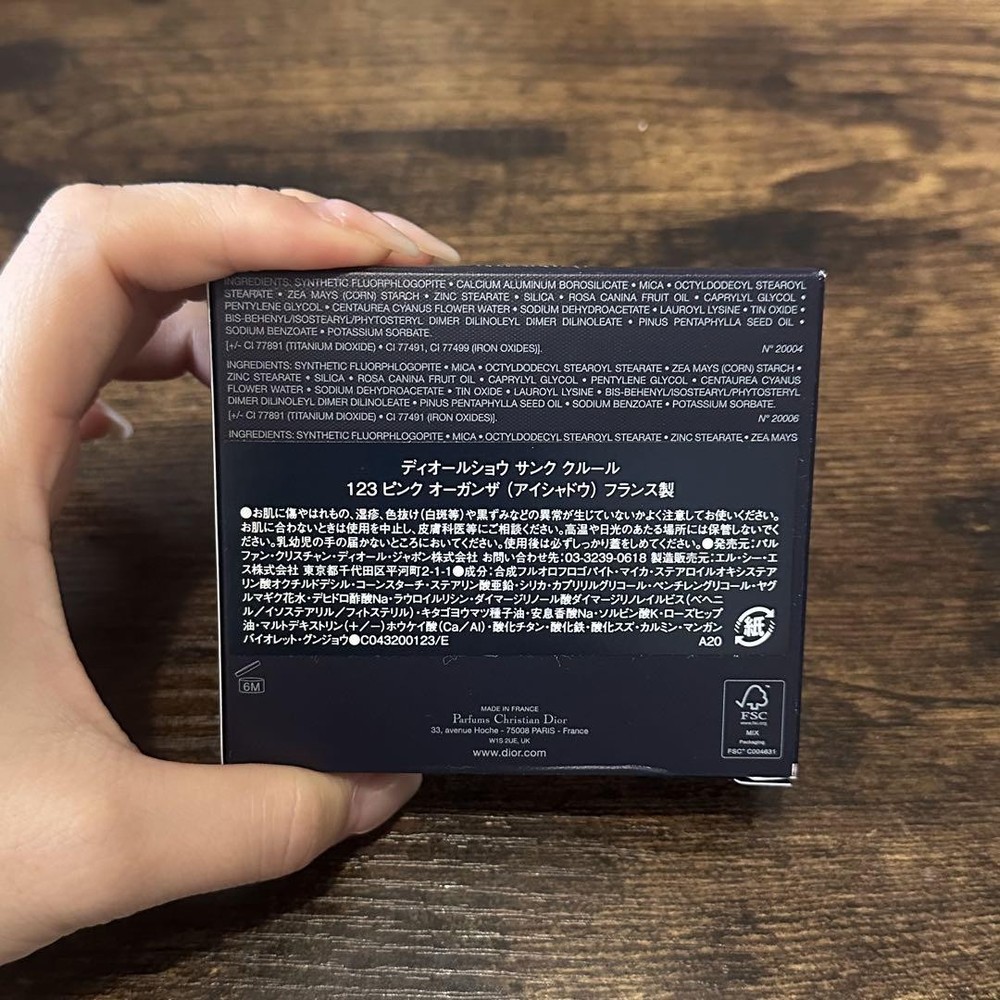 INGREDIENTS: SYNTHETIC FLUORPHLOGOPITE • CALCIUM ALUMINUM BOROSILICATE • MICA • OCTYLDODECYL STEAROYL
STEARATE • ZEA MAYS (CORN) STARCH • ZINC STEARATE • SILICA • ROSA CANINA FRUIT OIL • CAPRYLYL GLYCOL •
PENTYLENE GLYCOL • CENTAUREA CYANUS FLOWER WATER • SODIUM DEHYDROACETATE • LAUROYL LYSINE • TIN OXIDE •
BIS-BEHENYL/ISOSTEARYL/PHYTOSTERYL DIMER DILINOLEYL DIMER DILINOLEATE • PINUS PENTAPHYLLA SEED OIL •
SODIUM BENZOATE • POTASSIUM SORBATE.
[+/- CI 77891 (TITANIUM DIOXIDE) • CI 77491, CI 77499 (IRON OXIDES)]. N° 20004
INGREDIENTS: SYNTHETIC FLUORPHLOGOPITE • MICA • OCTYLDODECYL STEAROYL STEARATE • ZEA MAYS (CORN) STARCH •
ZINC STEARATE • SILICA • ROSA CANINA FRUIT OIL • CAPRYLYL GLYCOL • PENTYLENE GLYCOL • CENTAUREA CYANUS
FLOWER WATER • SODIUM DEHYDROACETATE • TIN OXIDE • LAUROYL LYSINE • BIS-BEHENYL/ISOSTEARYL/PHYTOSTERYL
DIMER DILINOLEYL DIMER DILINOLEATE • PINUS PENTAPHYLLA SEED OIL • SODIUM BENZOATE • POTASSIUM SORBATE.
[+/- CI 77891 (TITANIUM DIOXIDE) • CI 77491 (IRON OXIDES)]. N° 20006
INGREDIENTS: SYNTHETIC FLUORPHLOGOPITE • MICA • OCTYLDODECYL STEAROYL STEARATE • ZINC STEARATE • ZEA MAYS
ディオールショウ サンク クルール
123 ピンク オーガンザ (アイシャドウ) フランス製
●お肌に傷やはれもの、湿疹、色抜け(白斑等)や黒ずみなどの異常が生じていないかよく注意してお使いください。
お肌に合わないときは使用を中止し、皮膚科医等にご相談ください。高温や日光のあたる場所には保管しないでく
ださい。乳幼児の手の届かないところにおいてください。使用後は必ずしっかり蓋をしめてください。●発売元:パル
ファン・クリスチャン・ディオール・ジャポン株式会社 お問い合わせ先:03-3239-0618 製造販売元:エル・シー・エ
ス株式会社 東京都千代田区平河町2-1-1●成分:合成フルオロフロゴパイト・マイカ・ステアロイルオキシステア
リン酸オクチルドデシル・コーンスターチ・ステアリン酸亜鉛・シリカ・カプリリルグリコール・ペンチレングリコール・ヤグ
ルマギク花水・デヒドロ酢酸Na・ラウロイルリシン・ダイマージリノール酸ダイマージリノレイルビス(ベヘニ
ル/イソステアリル/フィトステリル)・キタゴヨウマツ種子油・安息香酸Na・ソルビン酸K・ローズヒップ
油・マルトデキストリン(+/-)ホウケイ酸(Ca/Al)・酸化チタン・酸化鉄・酸化スズ・カルミン・マンガン
バイオレット・グンジョウ●C043200123/E A20
紙
6M
MADE IN FRANCE
Parfums Christian Dior
33, avenue Hoche - 75008 PARIS - France
W1S 2UE, UK
www.dior.com
FSC
www.fsc.org
MIX
Packaging
FSC™ C004631